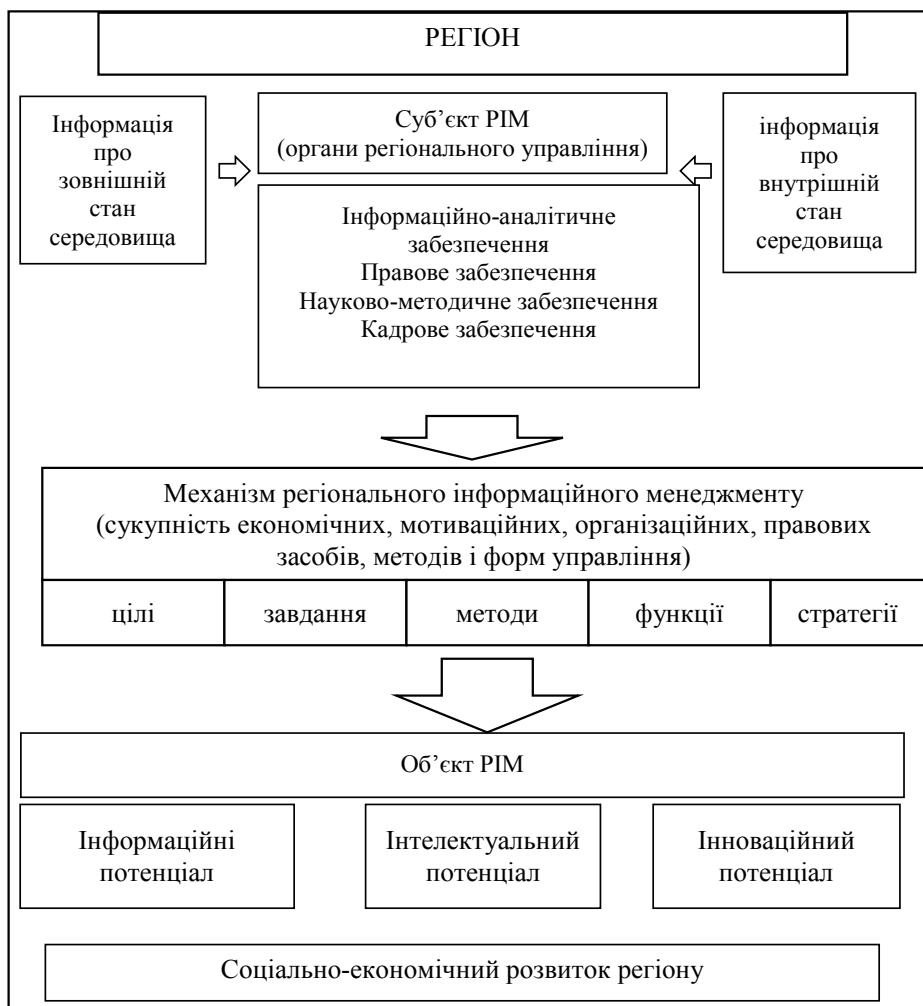 РЕГІОН
Інформація
про
зовнішній
стан
середовища
Суб’єкт РІМ
(органи регіонального управління)
інформація
про
внутрішній
стан
середовища
Інформаційно-аналітичне
забезпечення
Правове забезпечення
Науково-методичне забезпечення
Кадрове забезпечення
Механізм регіонального інформаційного менеджменту
(сукупність економічних, мотиваційних, організаційних, правових
засобів, методів і форм управління)
цілі завдання методи функції стратегії
Об’єкт РІМ
Інформаційні
потенціал
Інтелектуальний
потенціал
Інноваційний
потенціал
Соціально-економічний розвиток регіону